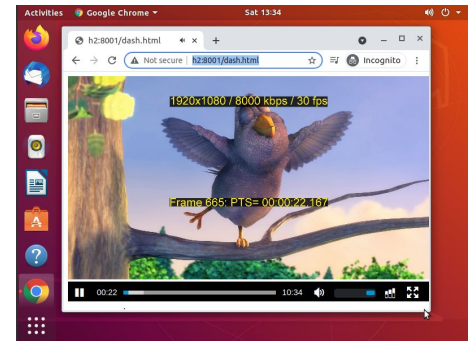 Activities Google Chrome Sat 13:34
h2:8001/dash.html
Not secure h2:8001/dash.html Incognito
1920x1080 / 8000 kbps / 30 fps
Frame 665: PTS= 00:00:22.167
00:22 10:34